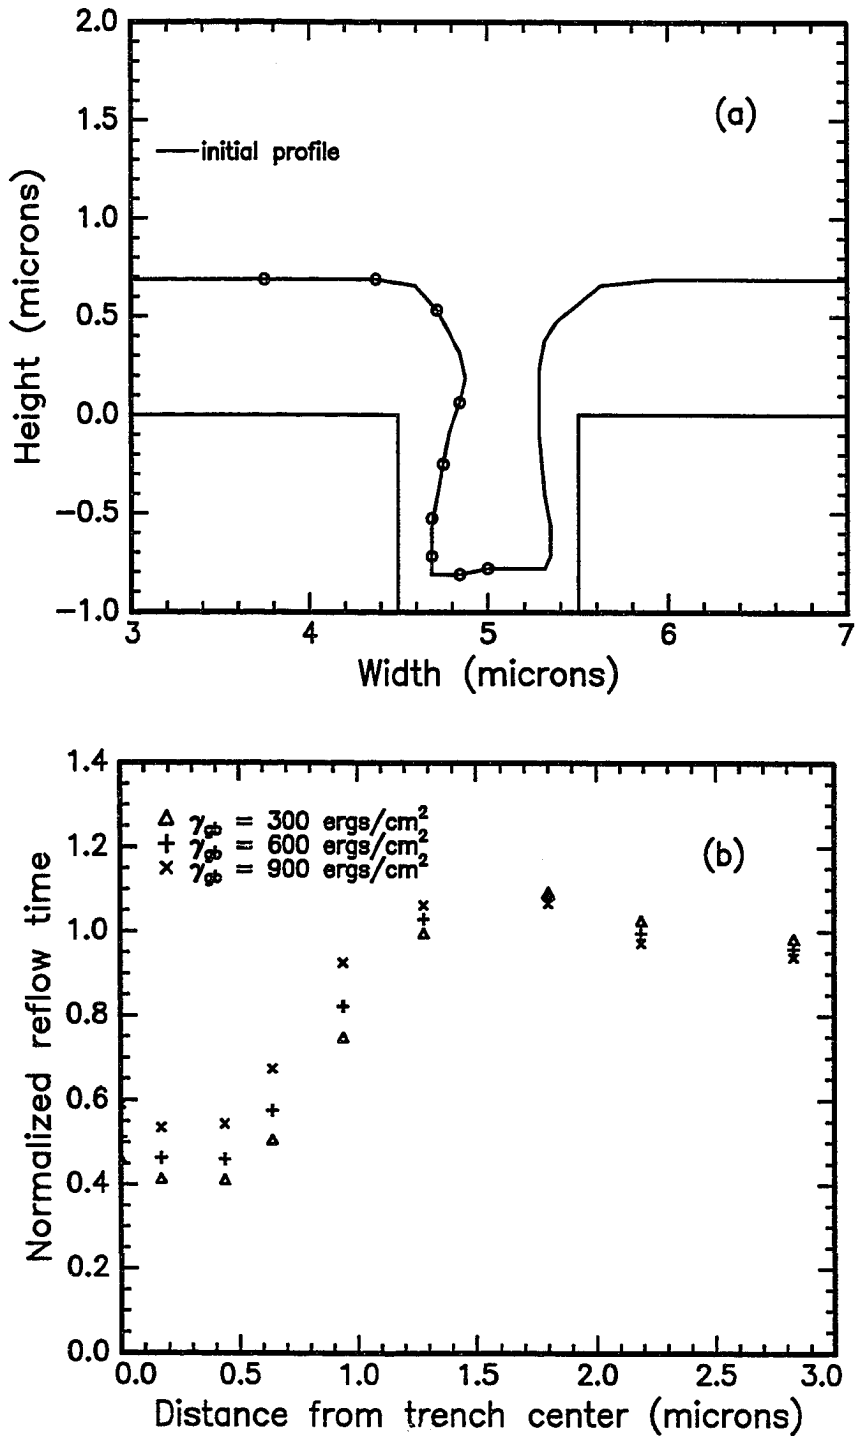 2.0
1.5
1.0
0.5
0.0
−0.5
−1.0
Height (microns)
(a)
initial profile
3 4 5 6 7
Width (microns)
1.4
1.2
1.0
0.8
0.6
0.4
0.2
0.0
Normalized reflow time
(b)
△ γgb = 300 ergs/cm²
+ γgb = 600 ergs/cm²
× γgb = 900 ergs/cm²
0.0 0.5 1.0 1.5 2.0 2.5 3.0
Distance from trench center (microns)